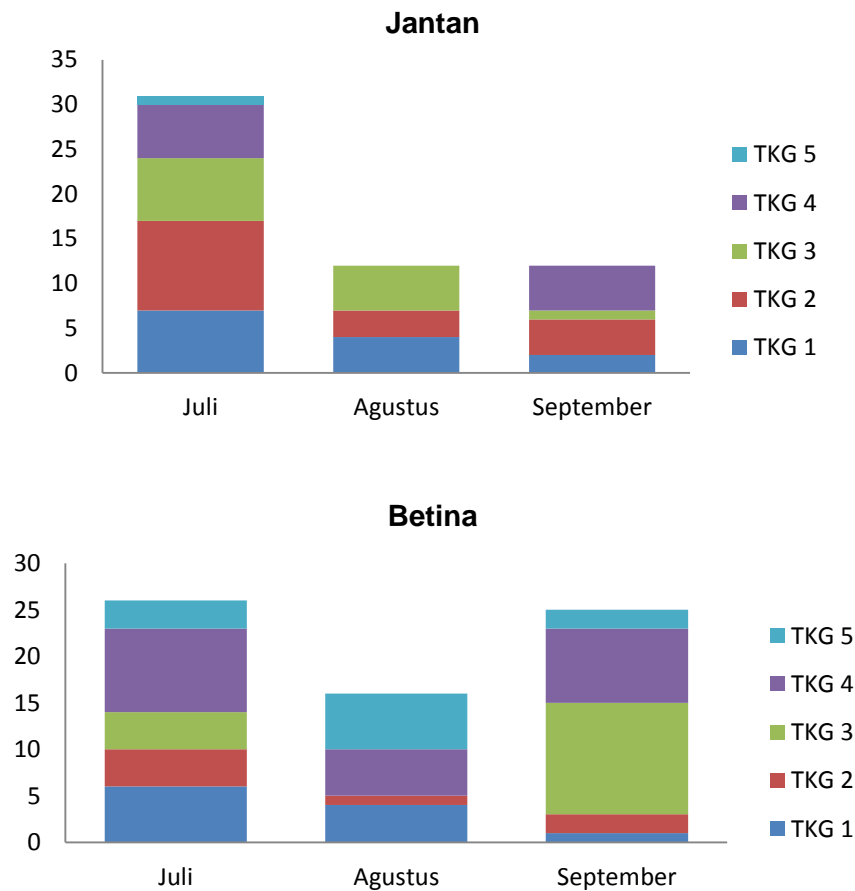 Jantan
35
30
25
20
15
10
5
0
Juli
Agustus
September
TKG 5
TKG 4
TKG 3
TKG 2
TKG 1
Betina
30
25
20
15
10
5
0
Juli
Agustus
September
TKG 5
TKG 4
TKG 3
TKG 2
TKG 1